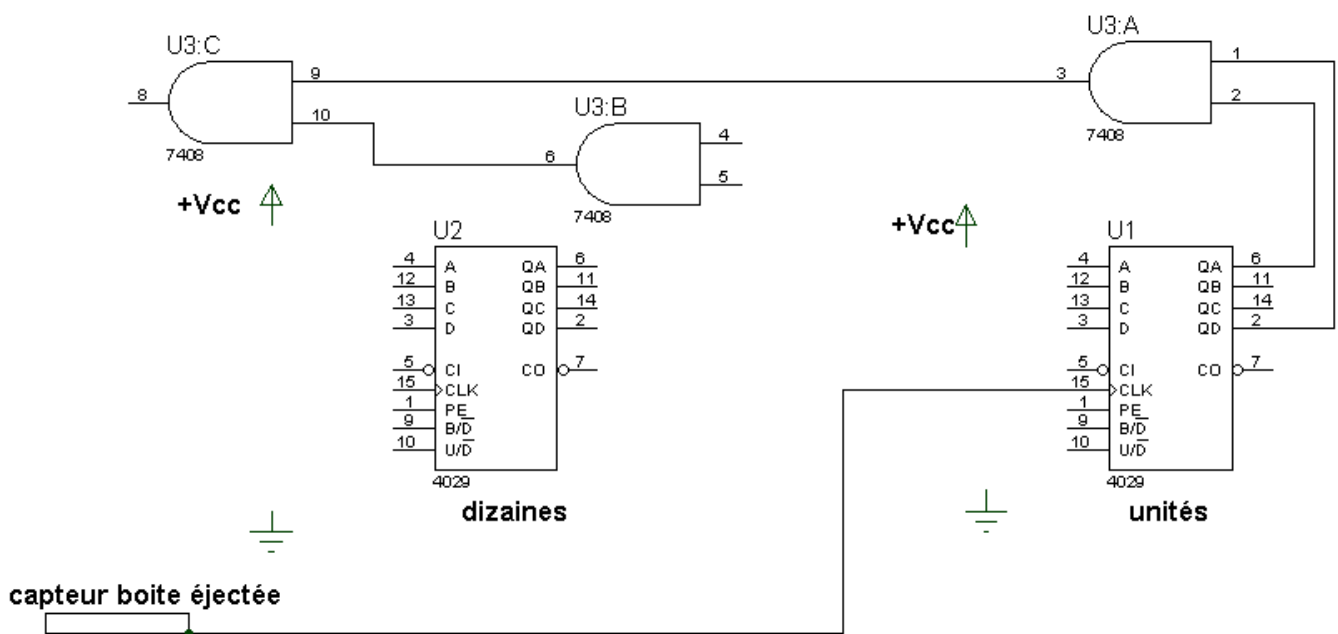 U3:C
U3:A
9
3
1
8
10
2
7408
U3:B
7408
6
4
5
7408
+Vcc
+Vcc
U2
U1
4 A QA 6
12 B QB 11
13 C QC 14
3 D QD 2
5 CI CO 7
15 CLK
1 PE
9 B/D̅
10 U/D̅
4029
dizaines
4 A QA 6
12 B QB 11
13 C QC 14
3 D QD 2
5 CI CO 7
15 CLK
1 PE
9 B/D̅
10 U/D̅
4029
unités
capteur boite éjectée